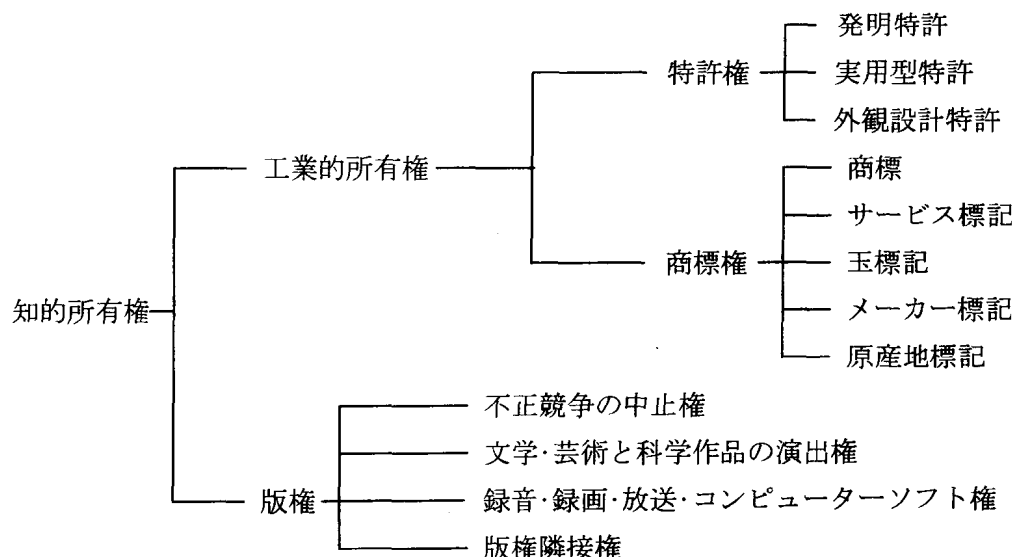 知的所有権
工業的所有権
特許権
発明特許
実用型特許
外観設計特許
商標権
商標
サービス標記
玉標記
メーカー標記
原産地標記
版権
不正競争の中止権
文学·芸術と科学作品の演出権
録音·録画·放送·コンピューターソフト権
版権隣接権